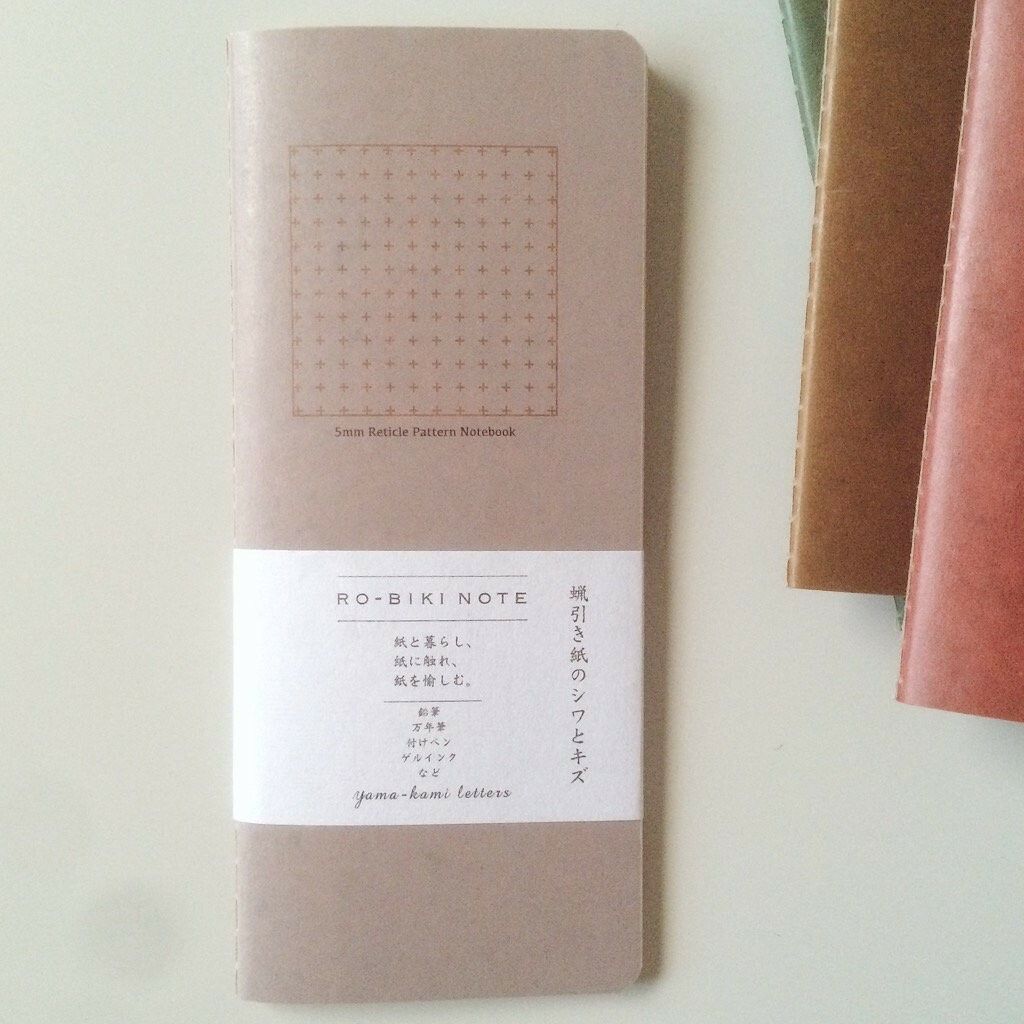 5mm Reticle Pattern Notebook
RO-BIKI NOTE
紙と暮らし、
紙に触れ、
紙を愉しむ。
鉛筆
万年筆
付けペン
ゲルインク
など
yama-kami letters
蝋引き紙のシワとキズ